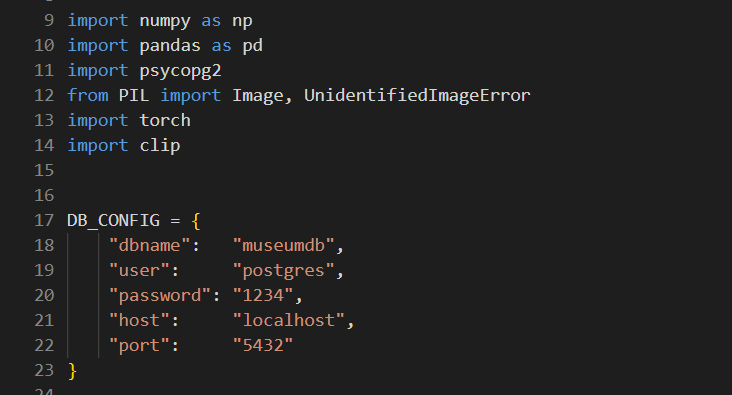 9 import numpy as np
10 import pandas as pd
11 import psycopg2
12 from PIL import Image, UnidentifiedImageError
13 import torch
14 import clip
15
16
17 DB_CONFIG = {
18     "dbname":   "museumdb",
19     "user":     "postgres",
20     "password": "1234",
21     "host":     "localhost",
22     "port":     "5432"
23 }